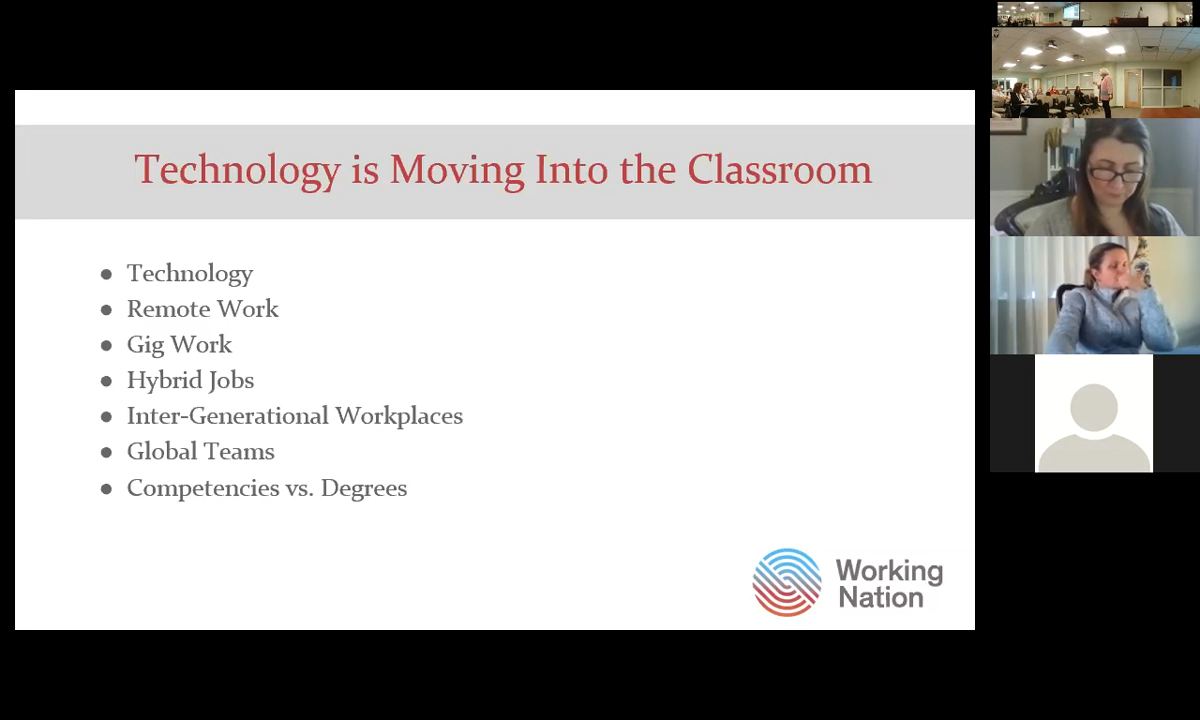 Technology is Moving Into the Classroom
● Technology
● Remote Work
● Gig Work
● Hybrid Jobs
● Inter-Generational Workplaces
● Global Teams
● Competencies vs. Degrees
Working
Nation